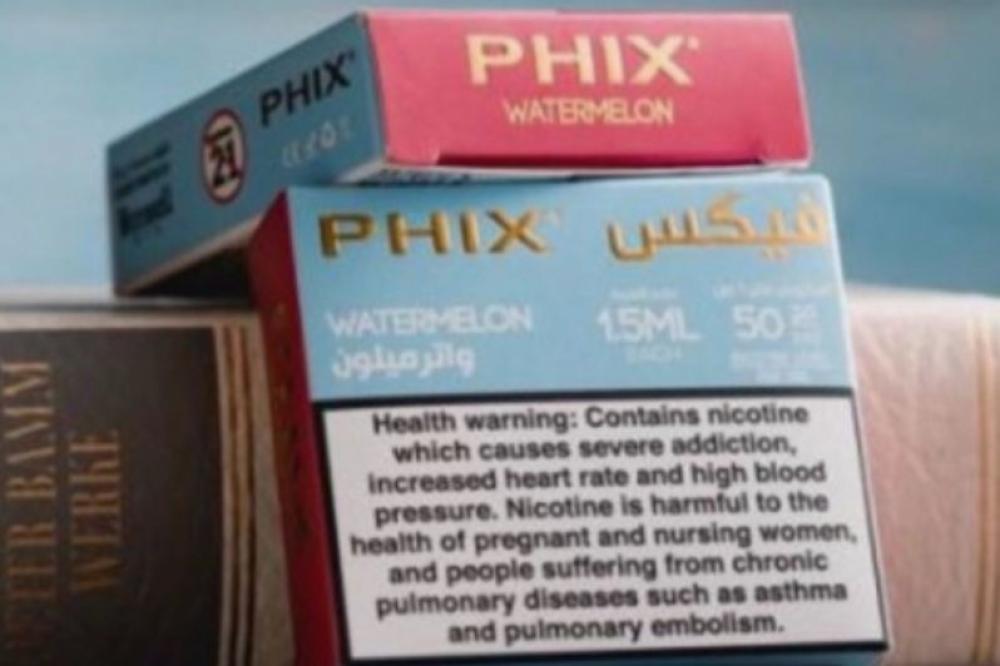 PHIX
WATERMELON
PHIX
21
PHIX فيكس
WATERMELON
واترميلون
1.5ML
EACH
50
Health warning: Contains nicotine
which causes severe addiction,
increased heart rate and high blood
pressure. Nicotine is harmful to the
health of pregnant and nursing women,
and people suffering from chronic
pulmonary diseases such as asthma
and pulmonary embolism.
BAMM
WERKE